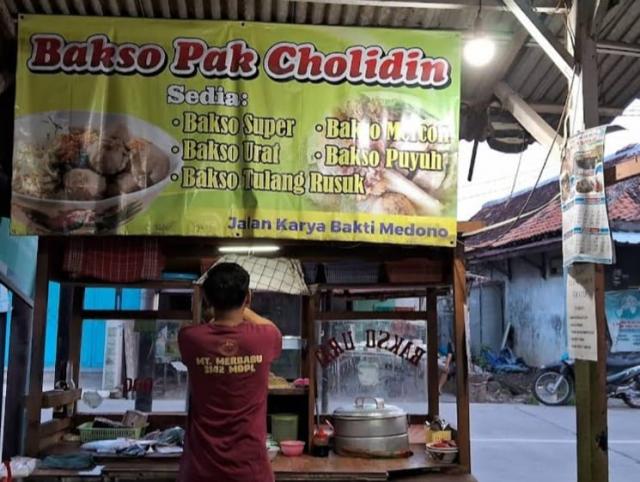 Bakso Pak Cholidin
Sedia:
• Bakso Super
• Bakso Urat
• Bakso Tulang Rusuk
• Bakso Mercon
• Bakso Puyuh
Jalan Karya Bakti Medono
MT. MERBABU
3142 MDPL
BAKSO URAT